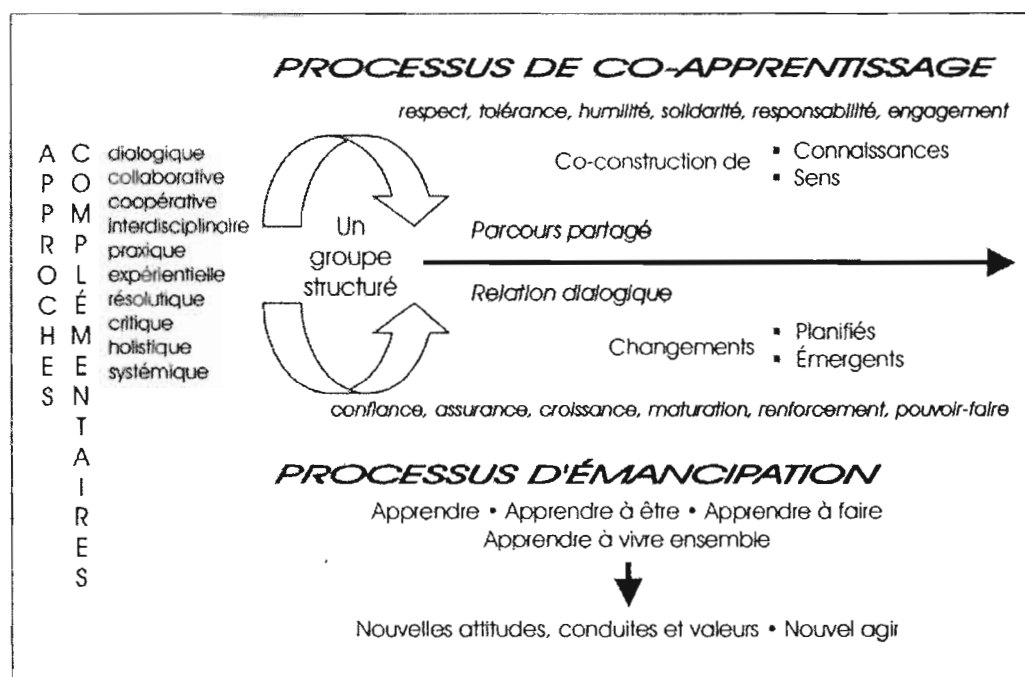 PROCESSUS DE CO-APPRENTISSAGE
respect, tolérance, humilité, solidarité, responsabilité, engagement
APPROCHES
COMPLÉMENTAIRES
dialogique
collaborative
coopérative
interdisciplinaire
praxique
expérientielle
résolutique
critique
holistique
systémique
Un
groupe
structuré
Co-construction de
▪ Connaissances
▪ Sens
Parcours partagé
Relation dialogique
Changements
▪ Planifiés
▪ Émergents
confiance, assurance, croissance, maturation, renforcement, pouvoir-faire
PROCESSUS D'ÉMANCIPATION
Apprendre • Apprendre à être • Apprendre à faire
Apprendre à vivre ensemble
Nouvelles attitudes, conduites et valeurs • Nouvel agir